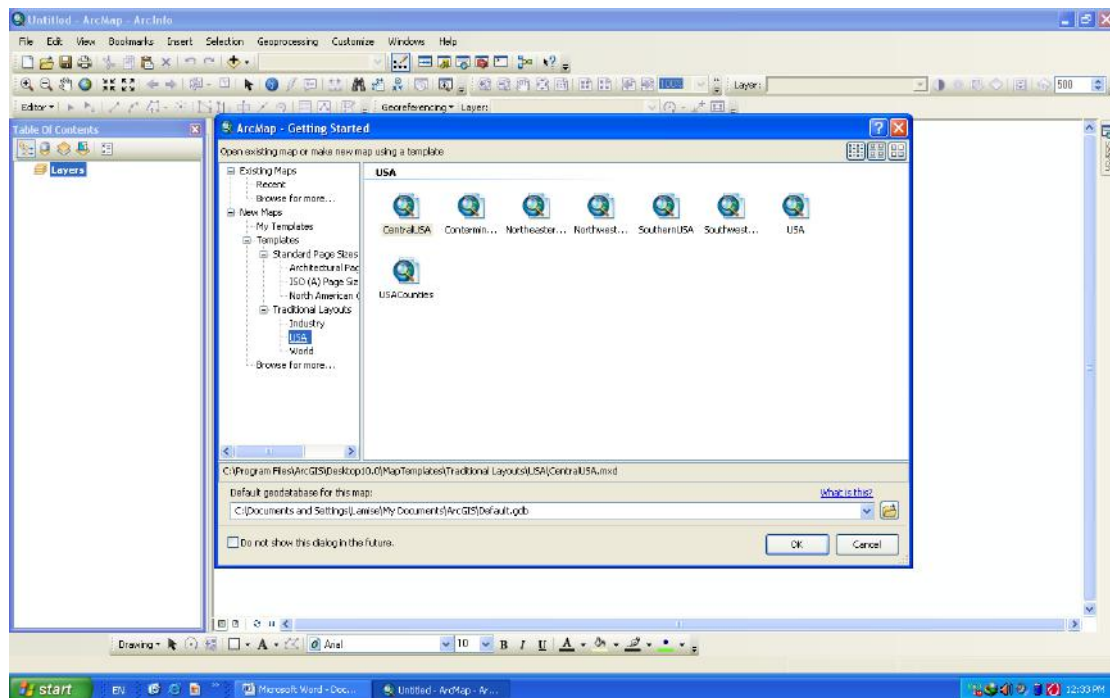 Untitled - ArcMap - ArcInfo
File Edit View Bookmarks Insert Selection Geoprocessing Customize Windows Help
100%
Layer:
500
Editor
Georeferencing Layer:
Table Of Contents
Layers
ArcMap - Getting Started
Open existing map or make new map using a template
Existing Maps
Recent
Browse for more...
New Maps
My Templates
Templates
Standard Page Sizes
Architectural Pag
ISO (A) Page Siz
North American (
Traditional Layouts
Industry
USA
World
Browse for more...
USA
CentralUSA Contermin... Northeaster... Northwest... SouthernUSA Southwest... USA
USACounties
C:\Program Files\ArcGIS\Desktop10.0\MapTemplates\Traditional Layouts\USA\CentralUSA.mxd
Default geodatabase for this map:
What is this?
C:\Documents and Settings\Lamise\My Documents\ArcGIS\Default.gdb
Do not show this dialog in the future.
OK Cancel
Drawing A Arial 10 B I U A
start EN Microsoft Word - Doc... Untitled - ArcMap - Ar... 12:33 PM